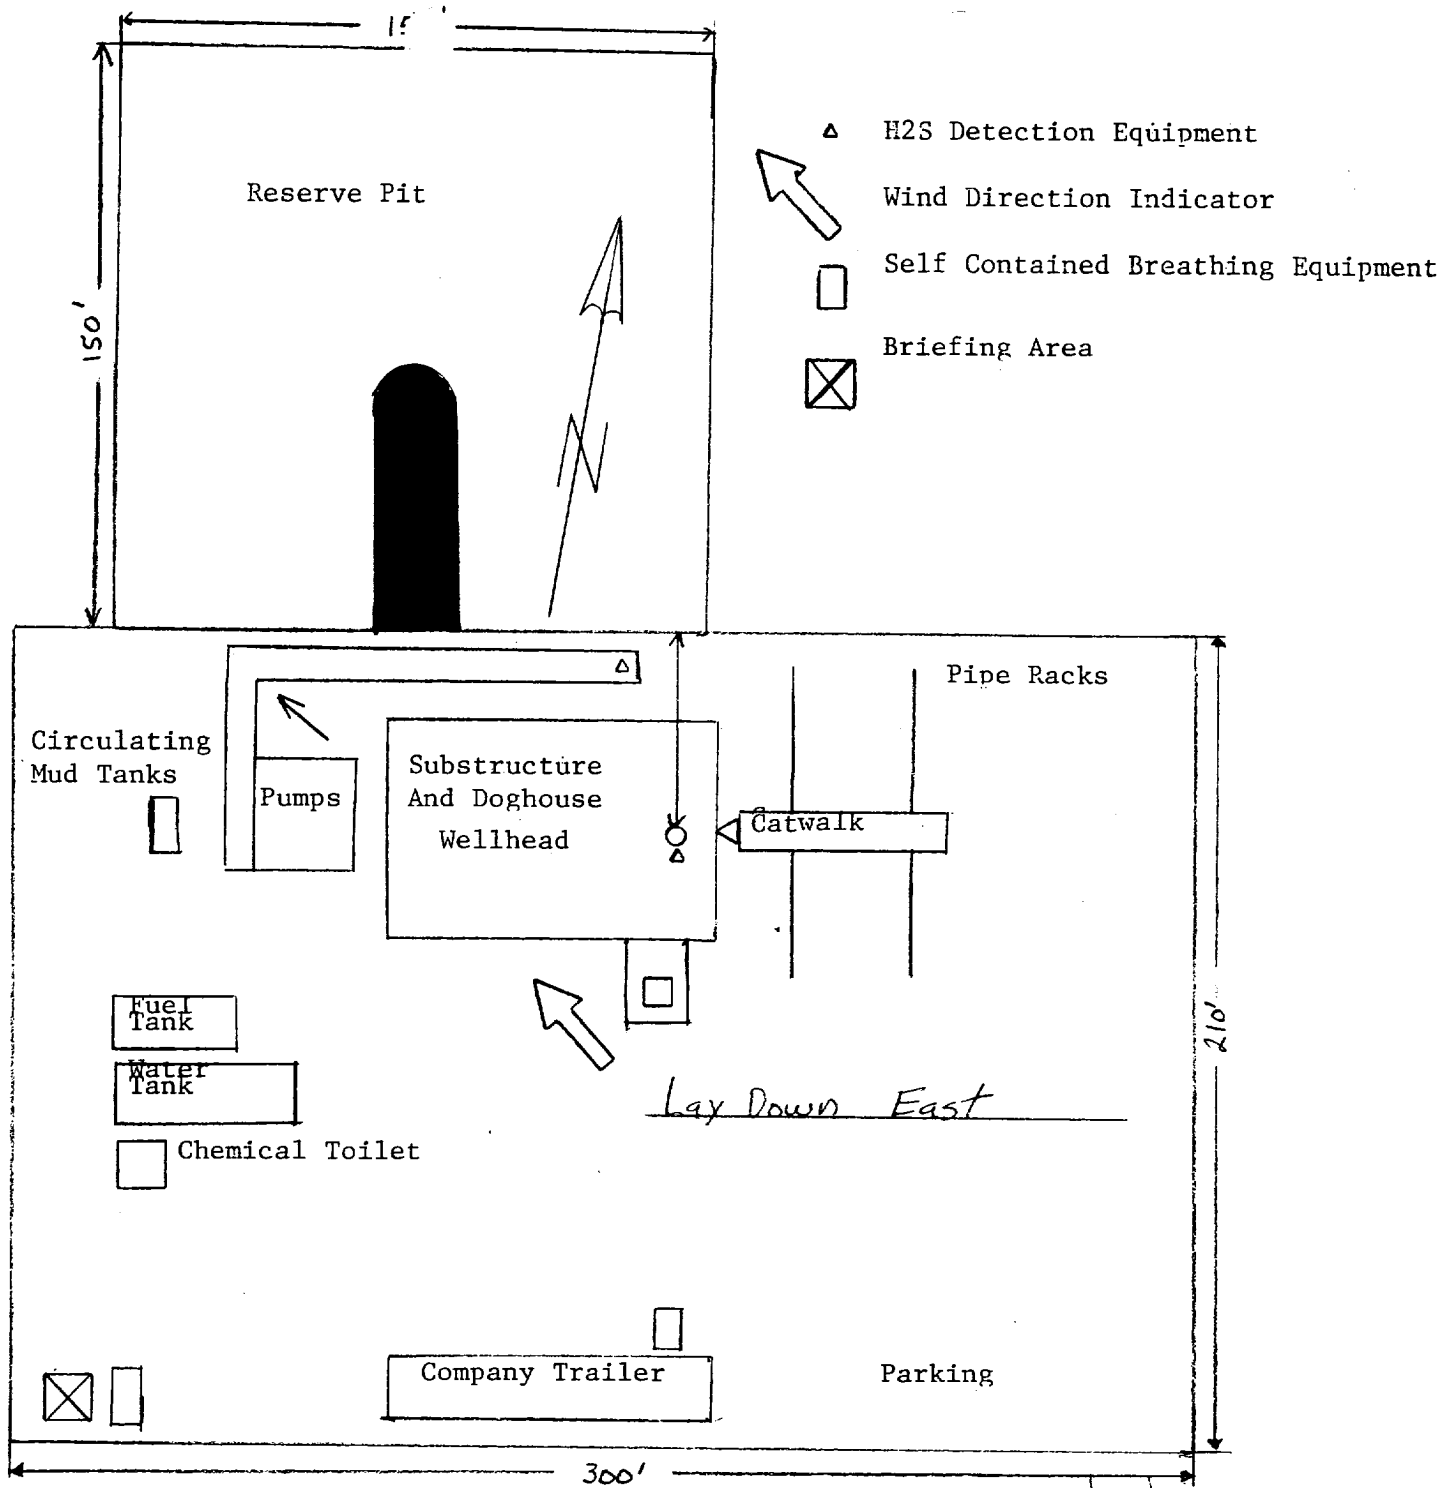 H2S Detection Equipment
Wind Direction Indicator
Reserve Pit
Self Contained Breathing Equipment
150'
Briefing Area
N
Pipe Racks
Circulating
Mud Tanks
Pumps
Substructure
And Doghouse
Wellhead
Catwalk
Fuel
Tank
Water
Tank
210'
Lay Down East
Chemical Toilet
Company Trailer
Parking
300'